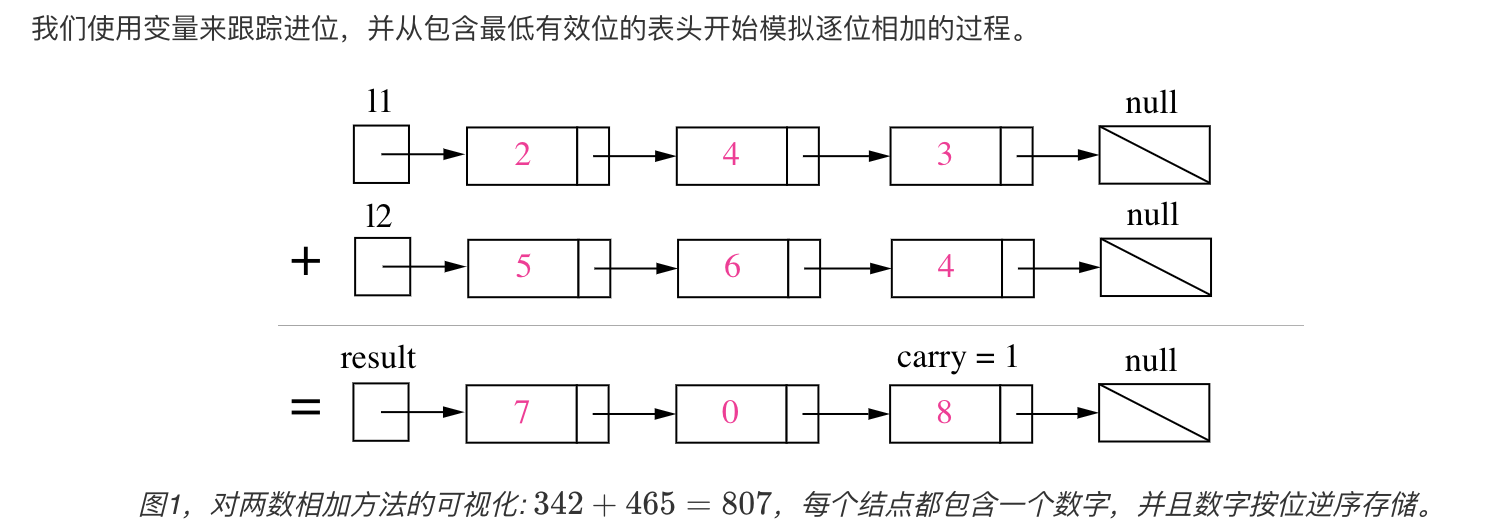 我们使用变量来跟踪进位，并从包含最低有效位的表头开始模拟逐位相加的过程。
l1 null
2 4 3
l2 null
+ 5 6 4
result carry = 1 null
= 7 0 8
图1，对两数相加方法的可视化: 342 + 465 = 807，每个结点都包含一个数字，并且数字按位逆序存储。